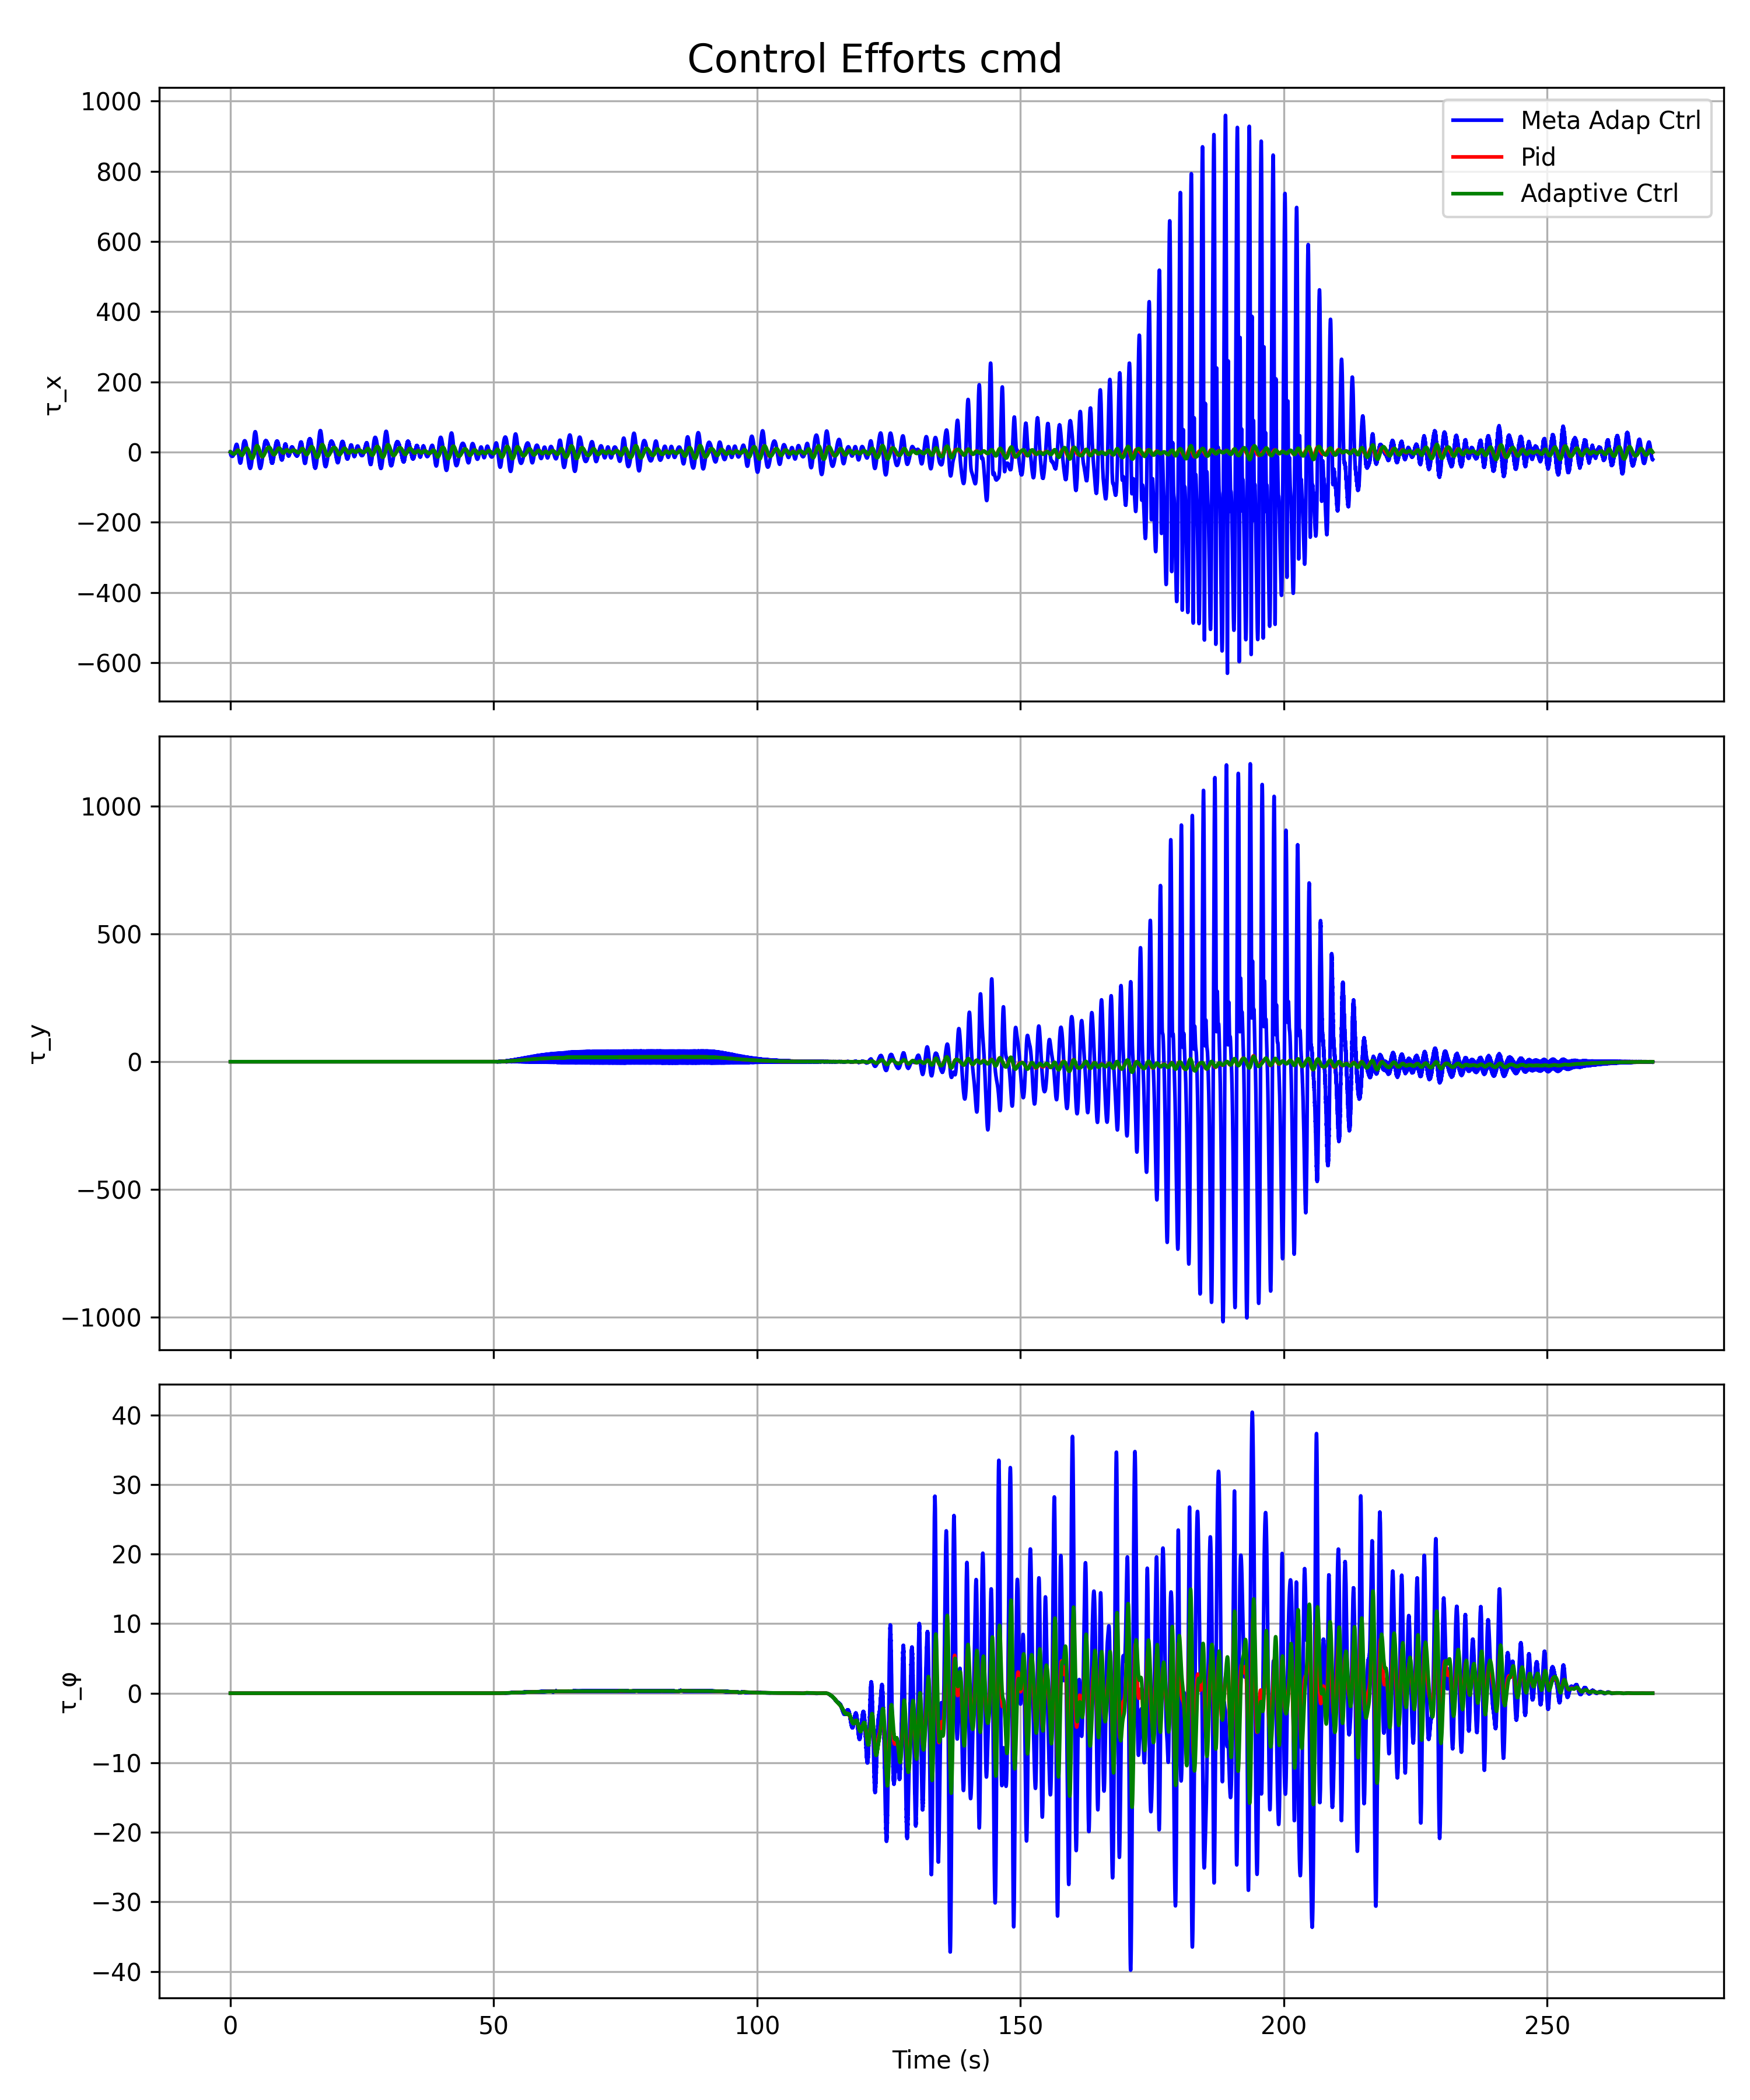 Control Efforts cmd
1000
800
600
400
200
0
−200
−400
−600
τ_x
Meta Adap Ctrl
Pid
Adaptive Ctrl
1000
500
0
−500
−1000
τ_y
40
30
20
10
0
−10
−20
−30
−40
τ_φ
0 50 100 150 200 250
Time (s)